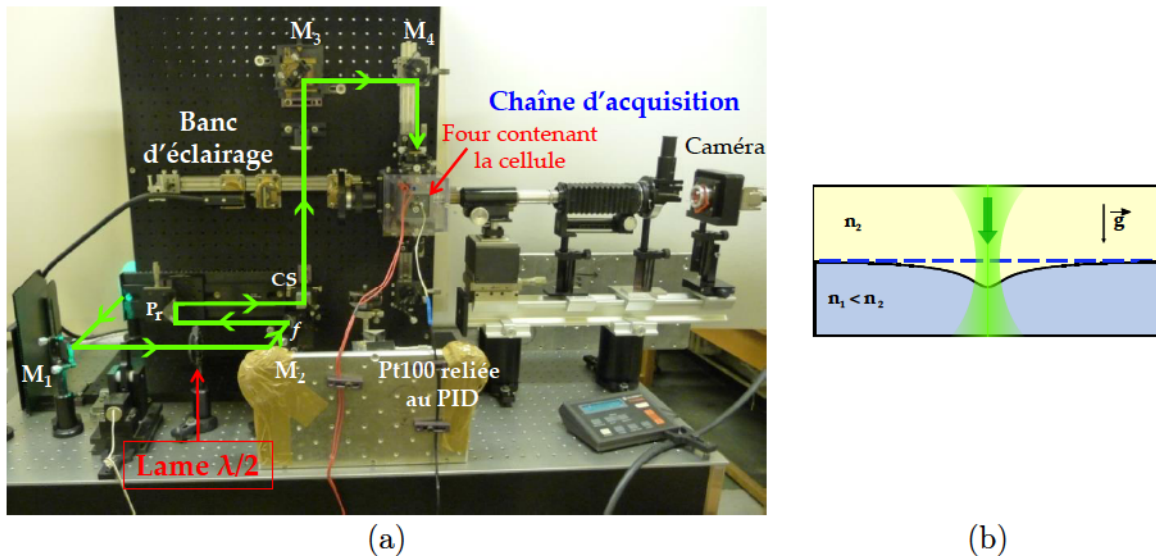 M3
M4
Chaîne d'acquisition
Banc
d'éclairage
Four contenant
la cellule
Caméra
CS
Pr
f
M1
M2
Pt100 reliée
au PID
Lame λ/2
n2
g
n1 < n2
(a)
(b)